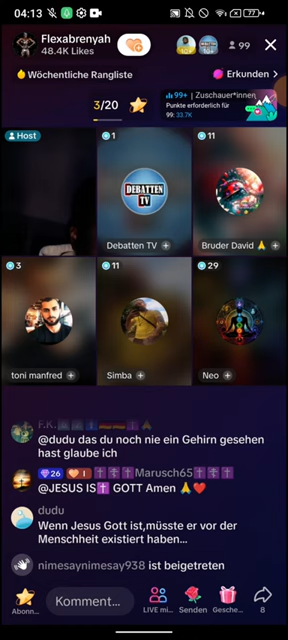 04:13
77
Flexabrenyah
48.4K Likes
99
Wöchentliche Rangliste
Erkunden >
3/20
99+ | Zuschauer*innen
Punkte erforderlich für
99: 33.7K
Host
1
11
DEBATTEN
TV
Debatten TV +
Bruder David 🙏 +
3
11
29
toni manfred +
Simba +
Neo +
F.K.
@dudu das du noch nie ein Gehirn gesehen
hast glaube ich
26 I ✝️✝️✝️Marusch65✝️✝️✝️
@JESUS IS✝️ GOTT Amen 🙏❤️
dudu
Wenn Jesus Gott ist,müsste er vor der
Menschheit existiert haben...
nimesaynimesay938 ist beigetreten
Abonn...
Komment...
LIVE mi...
Senden
Gesche...
8